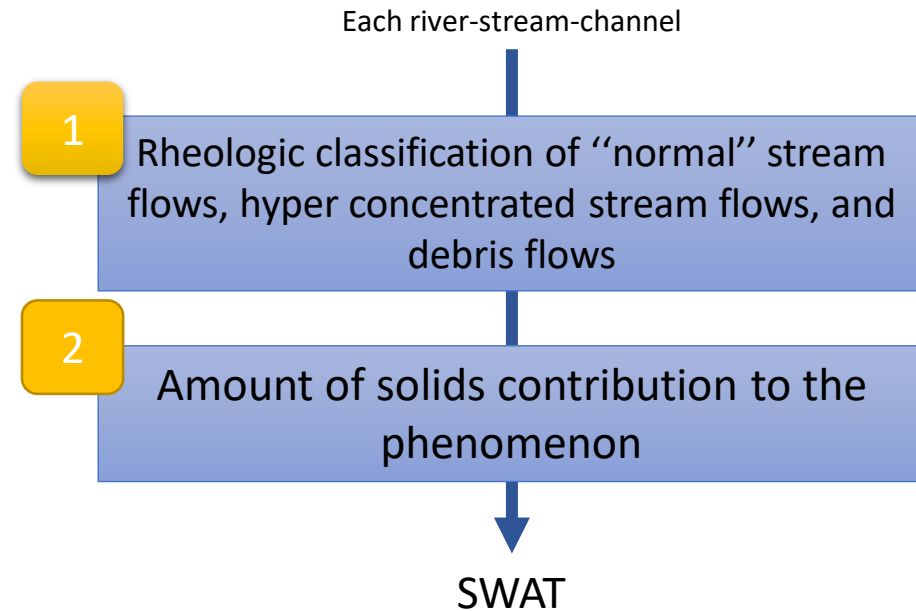 Each river-stream-channel
1
Rheologic classification of ‘‘normal’’ stream
flows, hyper concentrated stream flows, and
debris flows
2
Amount of solids contribution to the
phenomenon
SWAT